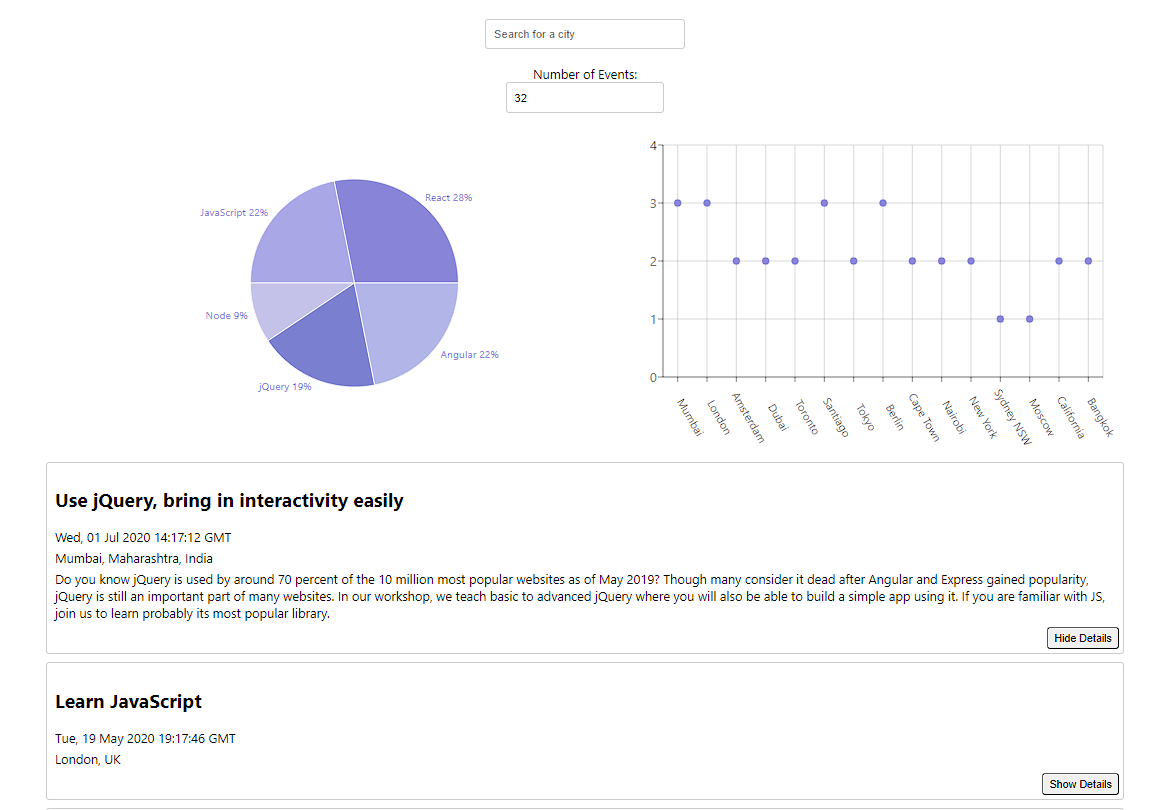 Search for a city
Number of Events:
32
React 28%
JavaScript 22%
Node 9%
jQuery 19%
Angular 22%
4
3
2
1
0
Mumbai
London
Amsterdam
Dubai
Toronto
Santiago
Tokyo
Berlin
Cape Town
Nairobi
New York
Sydney NSW
Moscow
California
Bangkok
Use jQuery, bring in interactivity easily
Wed, 01 Jul 2020 14:17:12 GMT
Mumbai, Maharashtra, India
Do you know jQuery is used by around 70 percent of the 10 million most popular websites as of May 2019? Though many consider it dead after Angular and Express gained popularity,
jQuery is still an important part of many websites. In our workshop, we teach basic to advanced jQuery where you will also be able to build a simple app using it. If you are familiar with JS,
join us to learn probably its most popular library.
Hide Details
Learn JavaScript
Tue, 19 May 2020 19:17:46 GMT
London, UK
Show Details